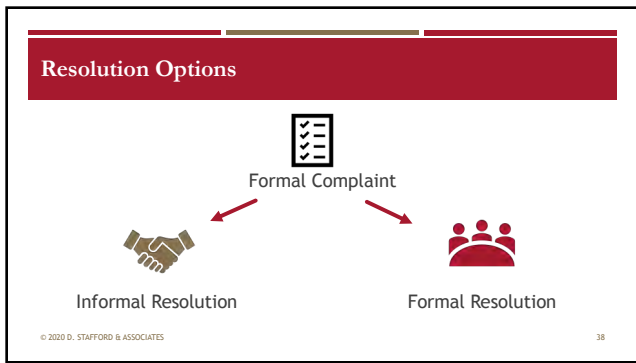 Resolution Options
Formal Complaint
Informal Resolution
Formal Resolution
© 2020 D. STAFFORD & ASSOCIATES
38